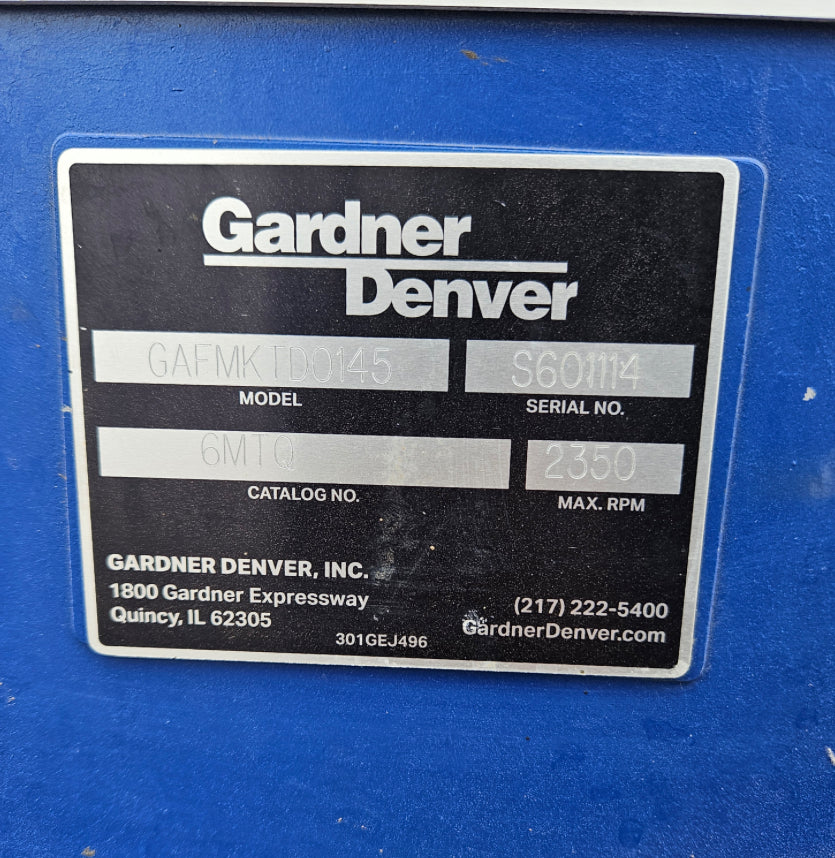 Gardner
Denver
GAFMKTD0145 S601114
MODEL SERIAL NO.
6MTQ 2350
CATALOG NO. MAX. RPM
GARDNER DENVER, INC.
1800 Gardner Expressway (217) 222-5400
Quincy, IL 62305 GardnerDenver.com
301GEJ496